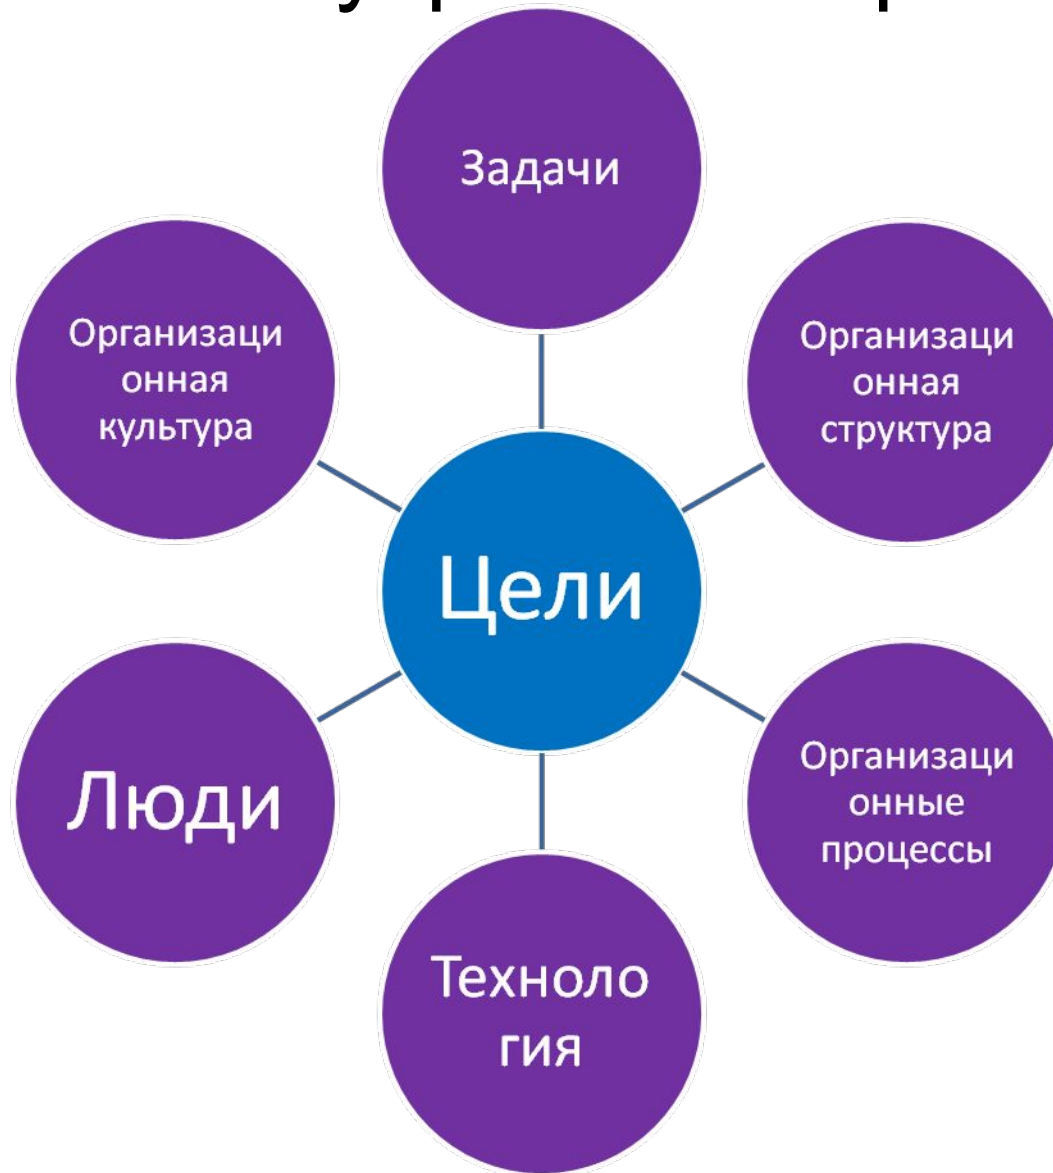 Задачи
Организаци
онная
культура
Организаци
онная
структура
Цели
Люди
Организаци
онные
процессы
Техноло
гия